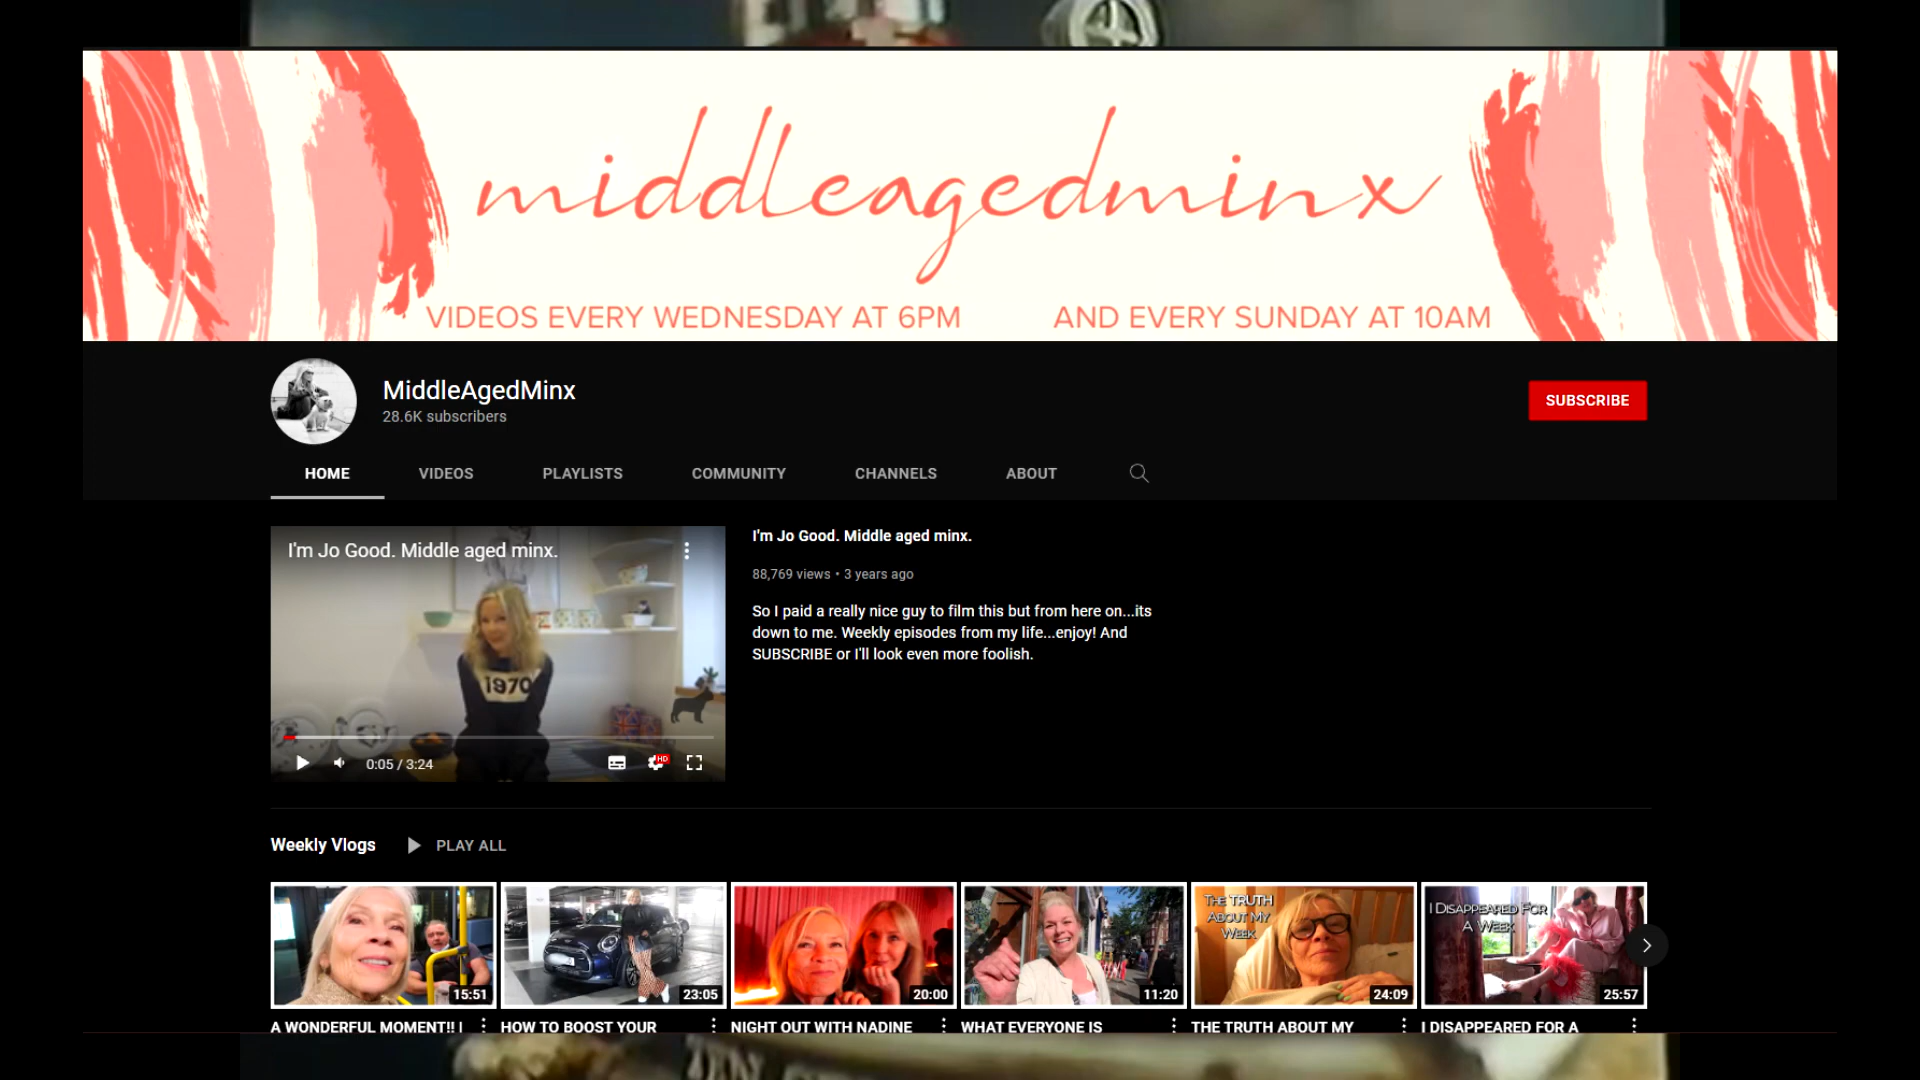 middleagedminx
VIDEOS EVERY WEDNESDAY AT 6PM AND EVERY SUNDAY AT 10AM
MiddleAgedMinx
28.6K subscribers
SUBSCRIBE
HOME VIDEOS PLAYLISTS COMMUNITY CHANNELS ABOUT
I'm Jo Good. Middle aged minx.
1970
0:05 / 3:24
HD
I'm Jo Good. Middle aged minx.
88,769 views • 3 years ago
So I paid a really nice guy to film this but from here on...its
down to me. Weekly episodes from my life...enjoy! And
SUBSCRIBE or I'll look even more foolish.
Weekly Vlogs PLAY ALL
15:51
23:05
20:00
11:20
THE TRUTH
ABOUT MY
WEEK
24:09
I DISAPPEARED FOR
A WEEK
25:57
A WONDERFUL MOMENT!! |
HOW TO BOOST YOUR
NIGHT OUT WITH NADINE
WHAT EVERYONE IS
THE TRUTH ABOUT MY
I DISAPPEARED FOR A